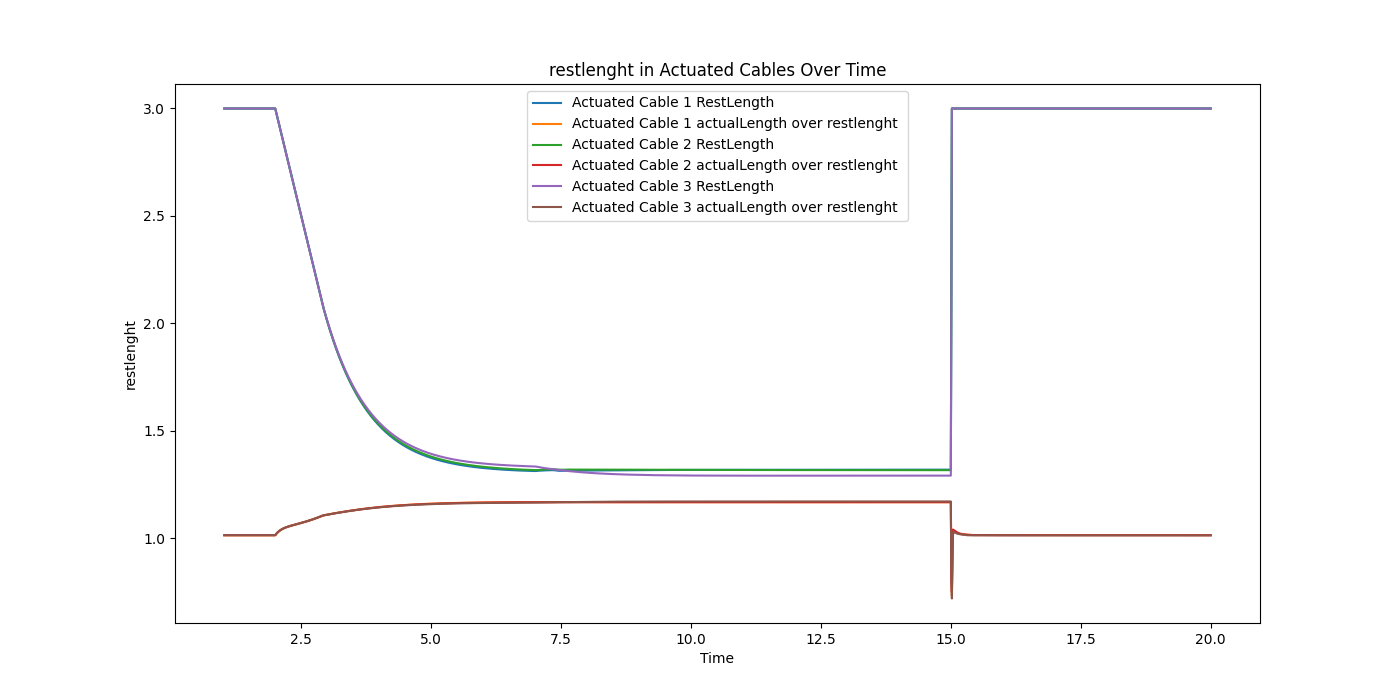 restlenght in Actuated Cables Over Time
Actuated Cable 1 RestLength
Actuated Cable 1 actualLength over restlenght
Actuated Cable 2 RestLength
Actuated Cable 2 actualLength over restlenght
Actuated Cable 3 RestLength
Actuated Cable 3 actualLength over restlenght
restlenght
3.0
2.5
2.0
1.5
1.0
2.5 5.0 7.5 10.0 12.5 15.0 17.5 20.0
Time